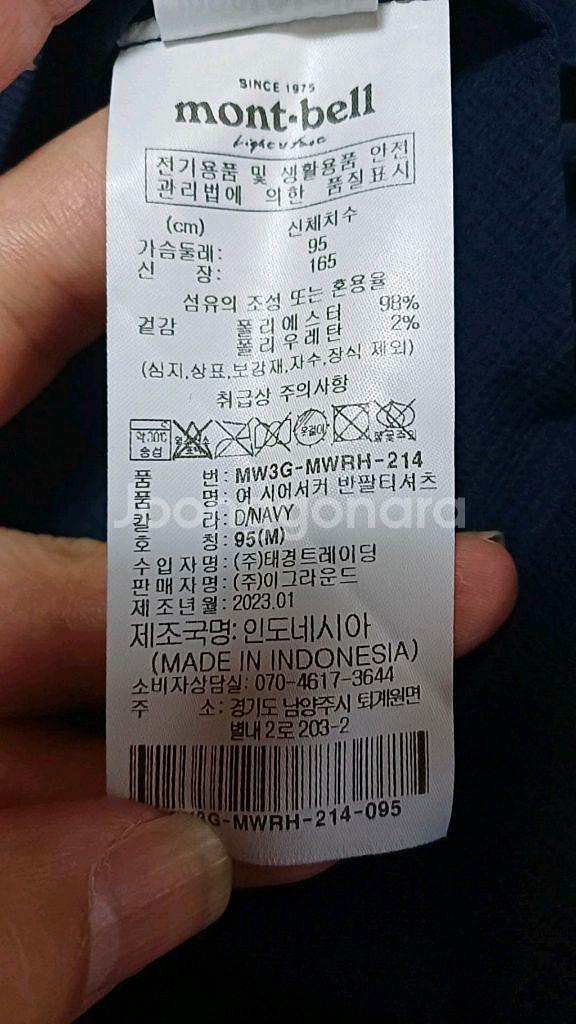 SINCE 1975
mont-bell
Light & Fast
전기용품 및 생활용품 안전
관리법에 의한 품질표시
(cm) 신체치수
가슴둘레: 95
신 장: 165
섬유의 조성 또는 혼용율
겉감 폴리에스터 98%
폴리우레탄 2%
(심지,상표,보강재,자수,장식 제외)
취급상 주의사항
약30℃
중성
품 번: MW3G-MWRH-214
품 명: 여 시어서커 반팔티셔츠
칼 라: D/NAVY
호 칭: 95(M)
수입자명: (주)태경트레이딩
판매자명: (주)이그라운드
제조년월: 2023.01
제조국명: 인도네시아
(MADE IN INDONESIA)
소비자상담실: 070-4617-3644
주 소: 경기도 남양주시 퇴계원면
별내2로 203-2
G-MWRH-214-095
Joongonara